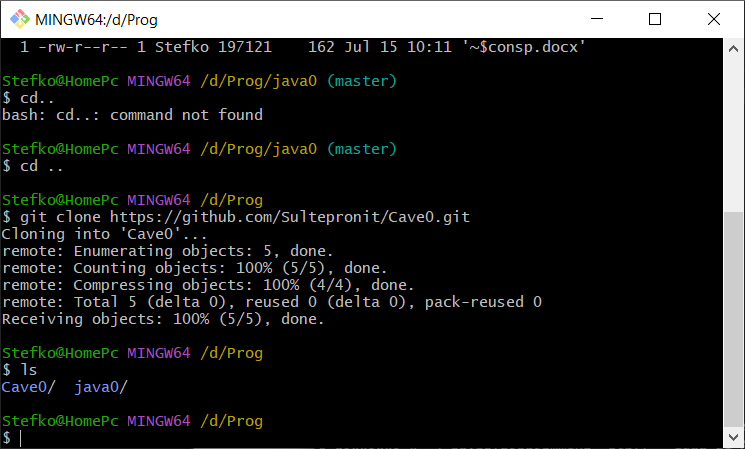 MINGW64:/d/Prog
1 -rw-r--r-- 1 Stefko 197121    162 Jul 15 10:11 '~$consp.docx'
Stefko@HomePc MINGW64 /d/Prog/java0 (master)
$ cd..
bash: cd..: command not found
Stefko@HomePc MINGW64 /d/Prog/java0 (master)
$ cd ..
Stefko@HomePc MINGW64 /d/Prog
$ git clone https://github.com/Sultepronit/Cave0.git
Cloning into 'Cave0'...
remote: Enumerating objects: 5, done.
remote: Counting objects: 100% (5/5), done.
remote: Compressing objects: 100% (4/4), done.
remote: Total 5 (delta 0), reused 0 (delta 0), pack-reused 0
Receiving objects: 100% (5/5), done.
Stefko@HomePc MINGW64 /d/Prog
$ ls
Cave0/  java0/
Stefko@HomePc MINGW64 /d/Prog
$